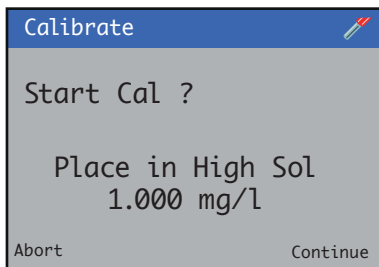 Calibrate
Start Cal ?
Place in High Sol
1.000 mg/l
Abort Continue